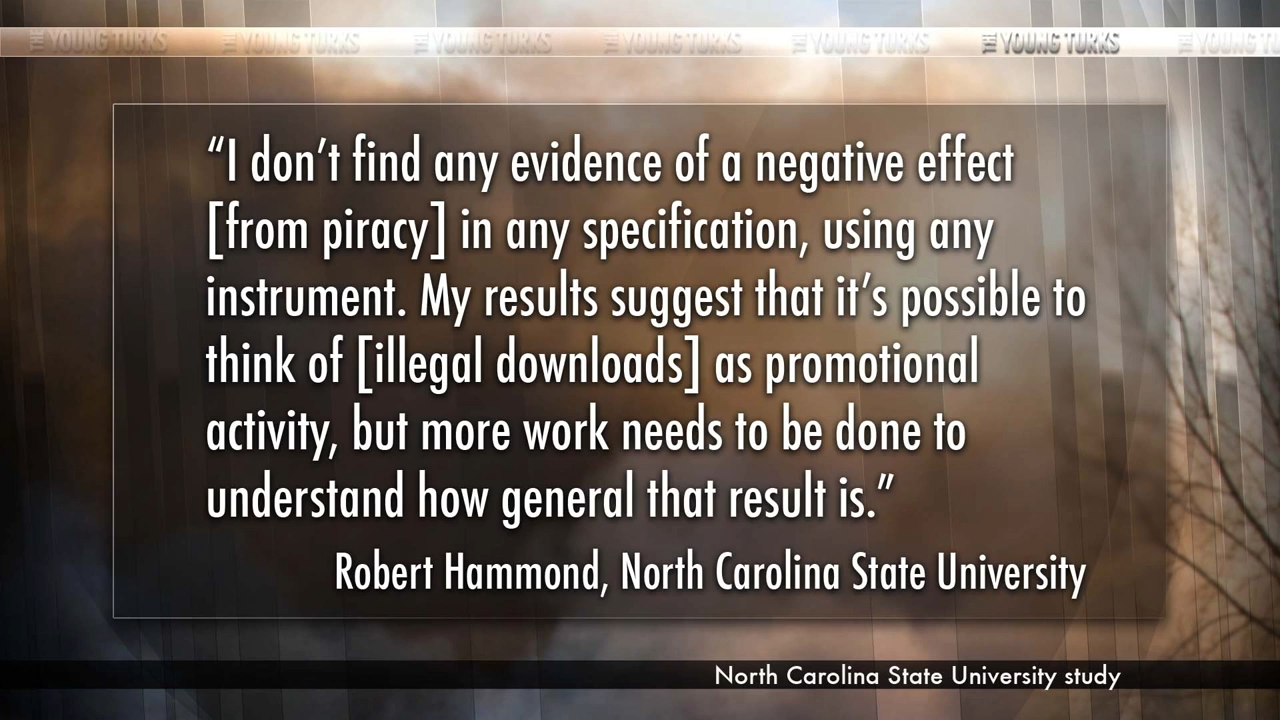 THE YOUNG TURKS THE YOUNG TURKS THE YOUNG TURKS THE YOUNG TURKS THE YOUNG TURKS THE YOUNG TURKS THE YOUNG TU
“I don’t find any evidence of a negative effect
[from piracy] in any specification, using any
instrument. My results suggest that it’s possible to
think of [illegal downloads] as promotional
activity, but more work needs to be done to
understand how general that result is.”
Robert Hammond, North Carolina State University
North Carolina State University study